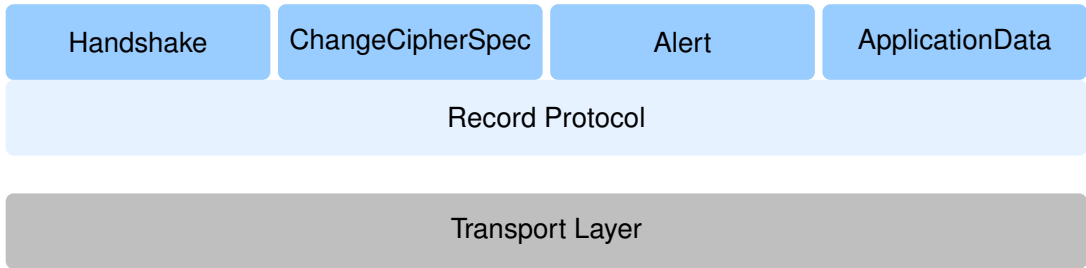 Handshake
ChangeCipherSpec
Alert
ApplicationData
Record Protocol
Transport Layer